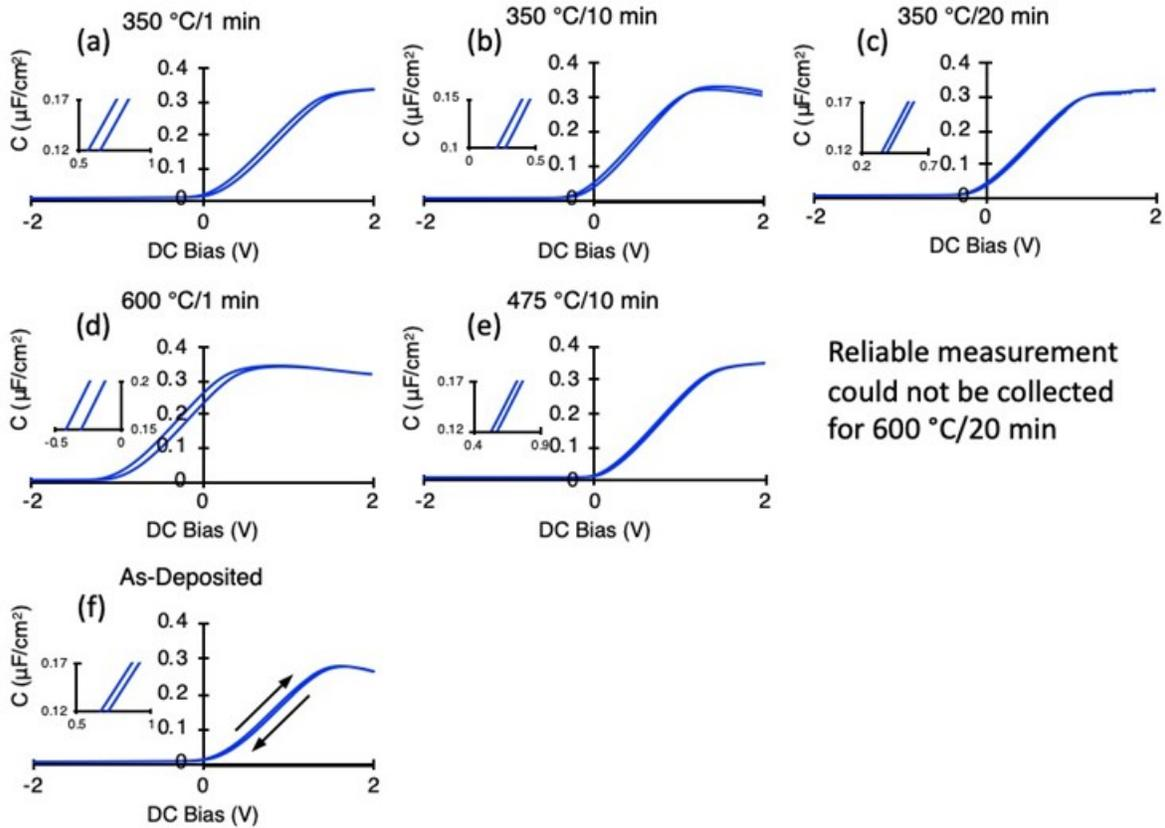 350 °C/1 min
(a)
C (µF/cm²)
0.4
0.3
0.2
0.1
0
-2
0
2
DC Bias (V)
0.17
0.12
0.5
1
350 °C/10 min
(b)
C (µF/cm²)
0.4
0.3
0.2
0.1
0
-2
0
2
DC Bias (V)
0.15
0.1
0
0.5
350 °C/20 min
(c)
C (µF/cm²)
0.4
0.3
0.2
0.1
0
-2
0
2
DC Bias (V)
0.17
0.12
0.2
0.7
600 °C/1 min
(d)
C (µF/cm²)
0.4
0.3
0.2
0.1
0
-2
0
2
DC Bias (V)
0.2
0.15
-0.5
0
475 °C/10 min
(e)
C (µF/cm²)
0.4
0.3
0.2
0.1
0
-2
0
2
DC Bias (V)
0.17
0.12
0.4
0.9
Reliable measurement
could not be collected
for 600 °C/20 min
As-Deposited
(f)
C (µF/cm²)
0.4
0.3
0.2
0.1
0
-2
0
2
DC Bias (V)
0.17
0.12
0.5
1